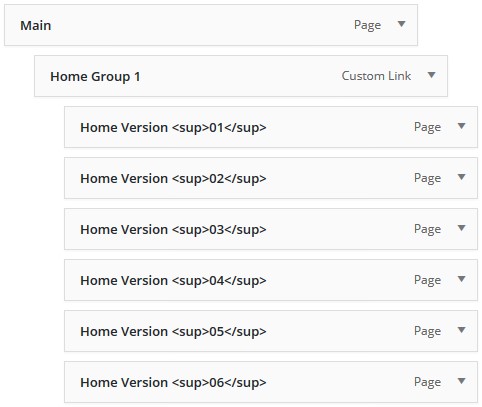 Main Page
Home Group 1 Custom Link
Home Version <sup>01</sup> Page
Home Version <sup>02</sup> Page
Home Version <sup>03</sup> Page
Home Version <sup>04</sup> Page
Home Version <sup>05</sup> Page
Home Version <sup>06</sup> Page